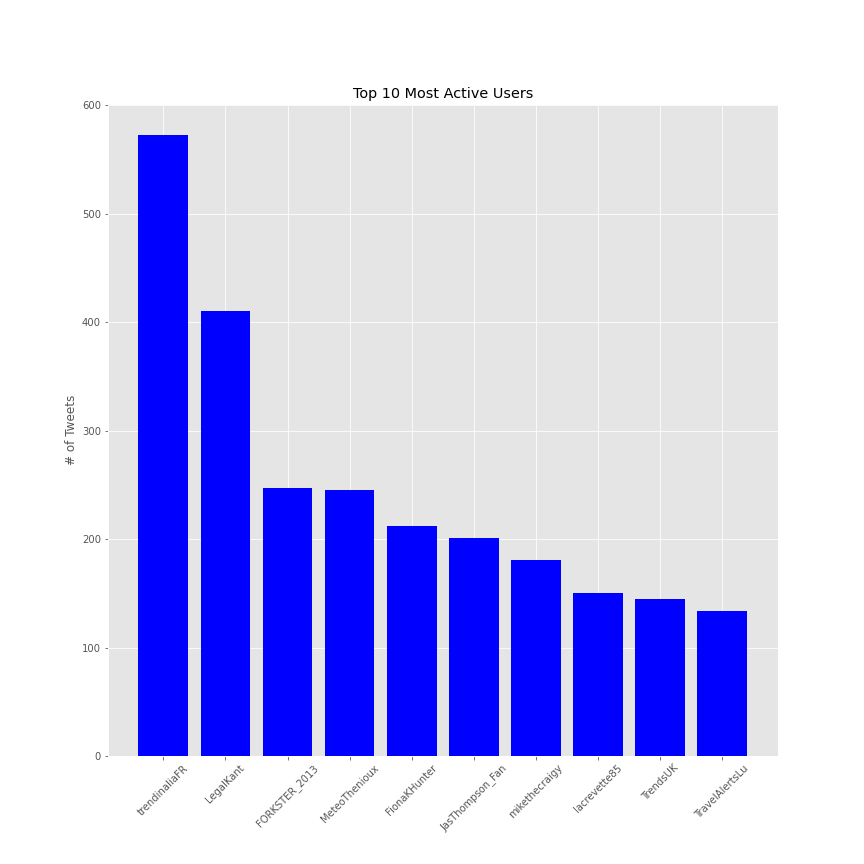 Top 10 Most Active Users
600
500
400
300
200
100
0
# of Tweets
trendinaliaFR
LegalKant
FORKSTER_2013
MeteoThenioux
FionaKHunter
JasThompson_Fan
mikethecraigy
lacrevette85
TrendsUK
TravelAlertsLu